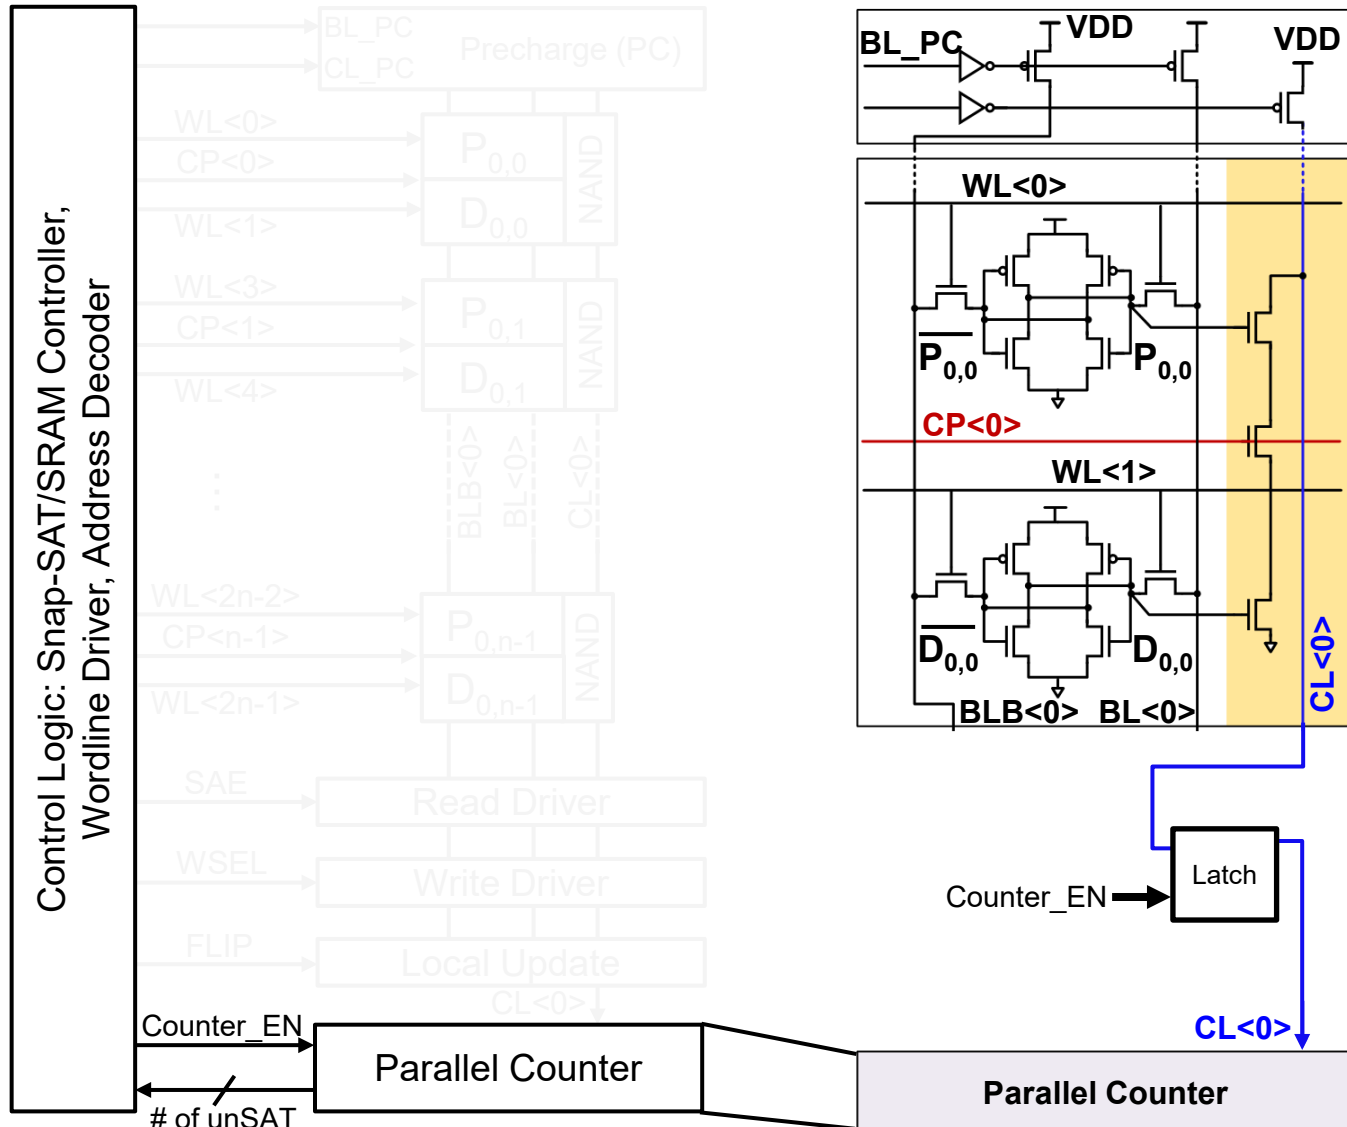 Control Logic: Snap-SAT/SRAM Controller,
Wordline Driver, Address Decoder
BL_PC
CL_PC
Precharge (PC)
WL<0>
CP<0>
WL<1>
P0,0
D0,0
NAND
WL<3>
CP<1>
WL<4>
P0,1
D0,1
NAND
...
BLB<0>
BL<0>
CL<0>
WL<2n-2>
CP<n-1>
WL<2n-1>
P0,n-1
D0,n-1
NAND
SAE
Read Driver
WSEL
Write Driver
FLIP
Local Update
CL<0>
Counter_EN
Parallel Counter
# of unSAT
BL_PC
VDD
VDD
WL<0>
P0,0
P0,0
CP<0>
WL<1>
D0,0
D0,0
BLB<0>
BL<0>
CL<0>
Latch
Counter_EN
CL<0>
Parallel Counter